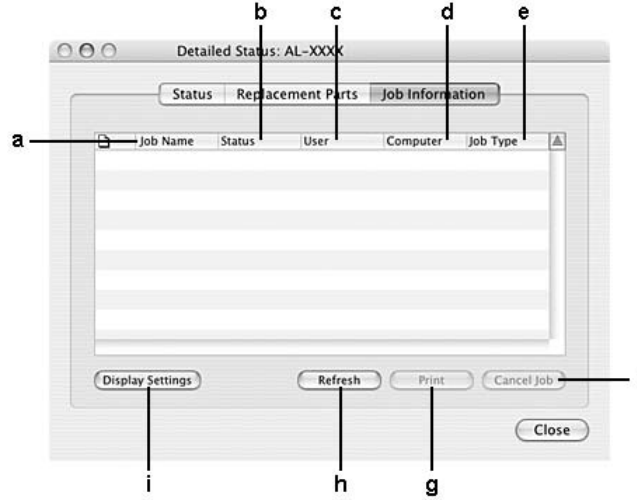 b c d e
Detailed Status: AL-XXXX
Status Replacement Parts Job Information
a Job Name Status User Computer Job Type
Display Settings Refresh Print Cancel Job
Close
i h g